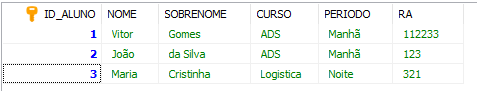 ID_ALUNO NOME SOBRENOME CURSO PERIODO RA
1 Vitor Gomes ADS Manhã 112233
2 João da Silva ADS Manhã 123
3 Maria Cristinha Logistica Noite 321